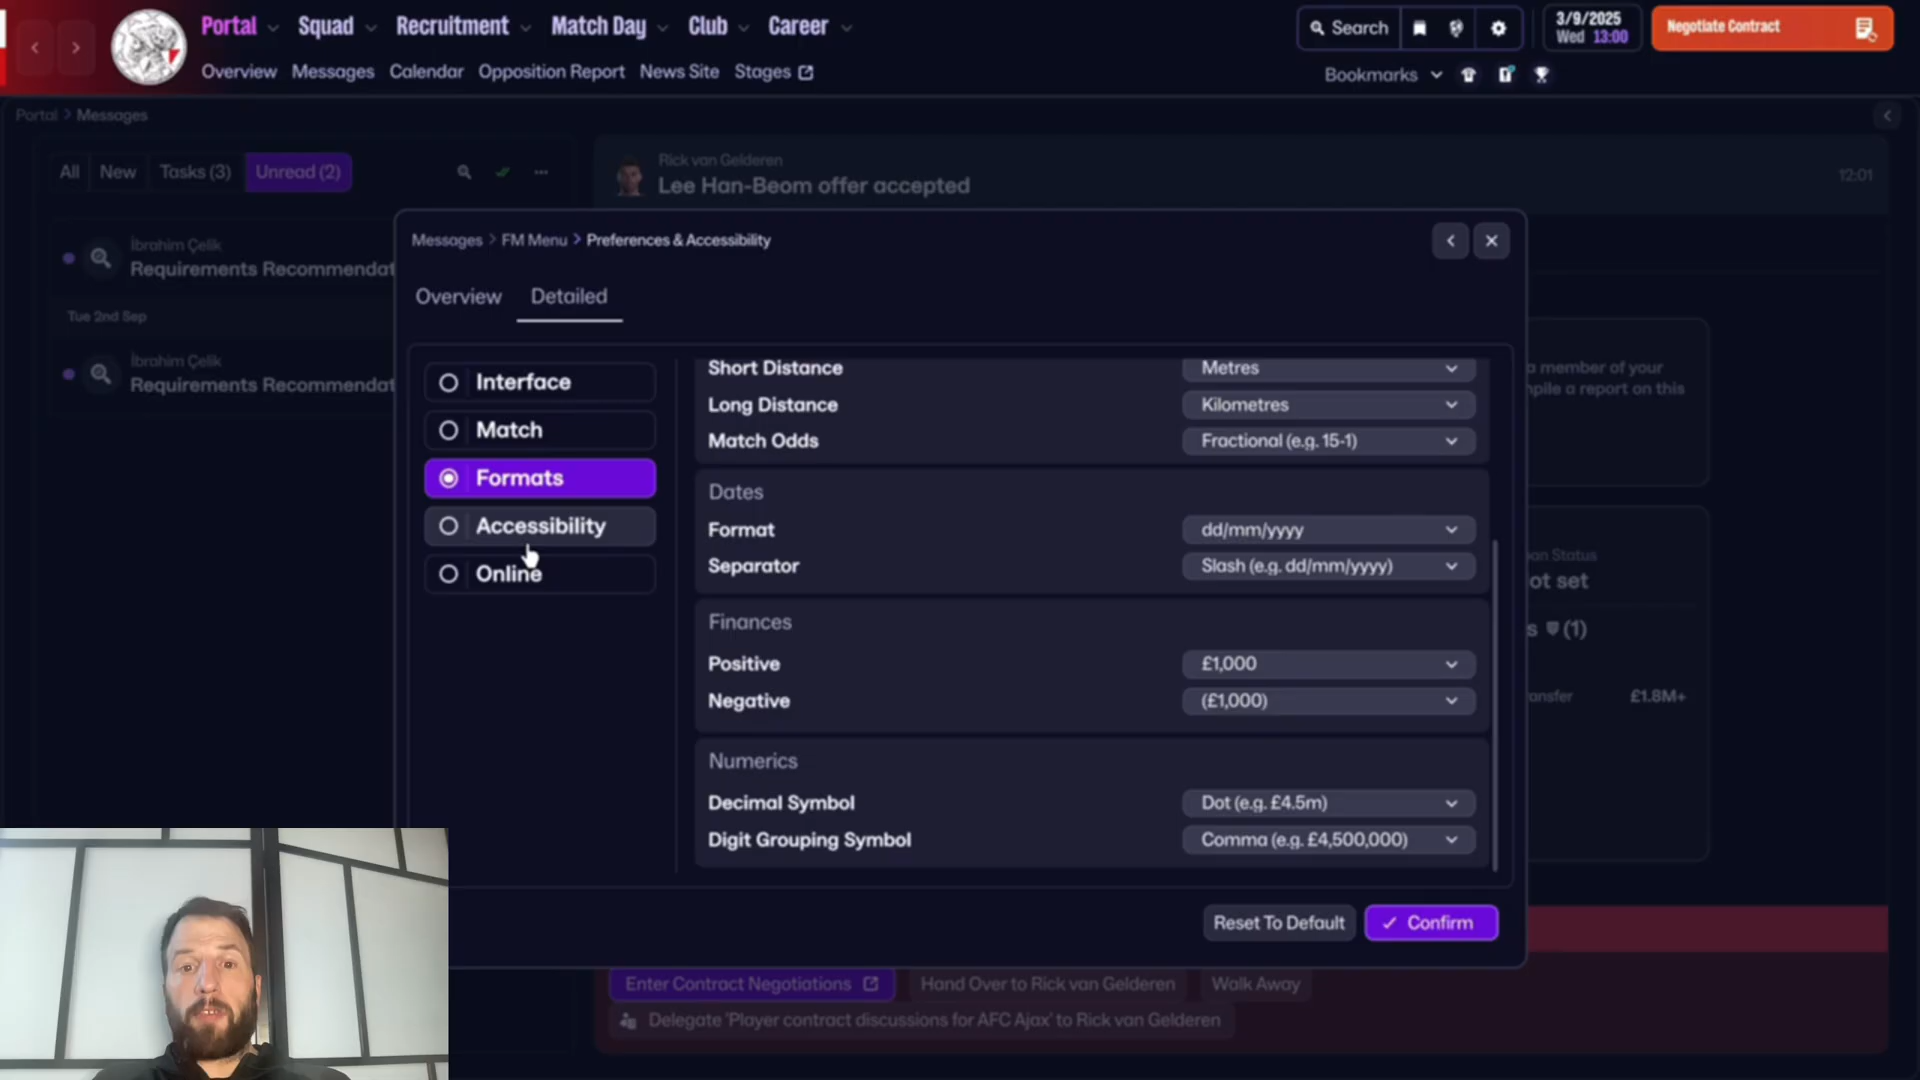 Portal Squad Recruitment Match Day Club Career
Search
3/9/2025
Wed 13:00
Negotiate Contract
Overview Messages Calendar Opposition Report News Site Stages
Bookmarks
Portal > Messages
All New Tasks (3) Unread (2)
Rick van Gelderen
Lee Han-Beom offer accepted
12:01
İbrahim Çelik
Requirements Recommendat
Tue 2nd Sep
İbrahim Çelik
Requirements Recommendat
Messages > FM Menu > Preferences & Accessibility
Overview Detailed
Interface
Match
Formats
Accessibility
Online
Short Distance Metres
Long Distance Kilometres
Match Odds Fractional (e.g. 15-1)
Dates
Format dd/mm/yyyy
Separator Slash (e.g. dd/mm/yyyy)
Finances
Positive £1,000
Negative (£1,000)
Numerics
Decimal Symbol Dot (e.g. £4.5m)
Digit Grouping Symbol Comma (e.g. £4,500,000)
Reset To Default Confirm
a member of your
mpile a report on this
an Status
ot set
s (1)
ansfer £1.8M+
Enter Contract Negotiations Hand Over to Rick van Gelderen Walk Away
Delegate 'Player contract discussions for AFC Ajax' to Rick van Gelderen